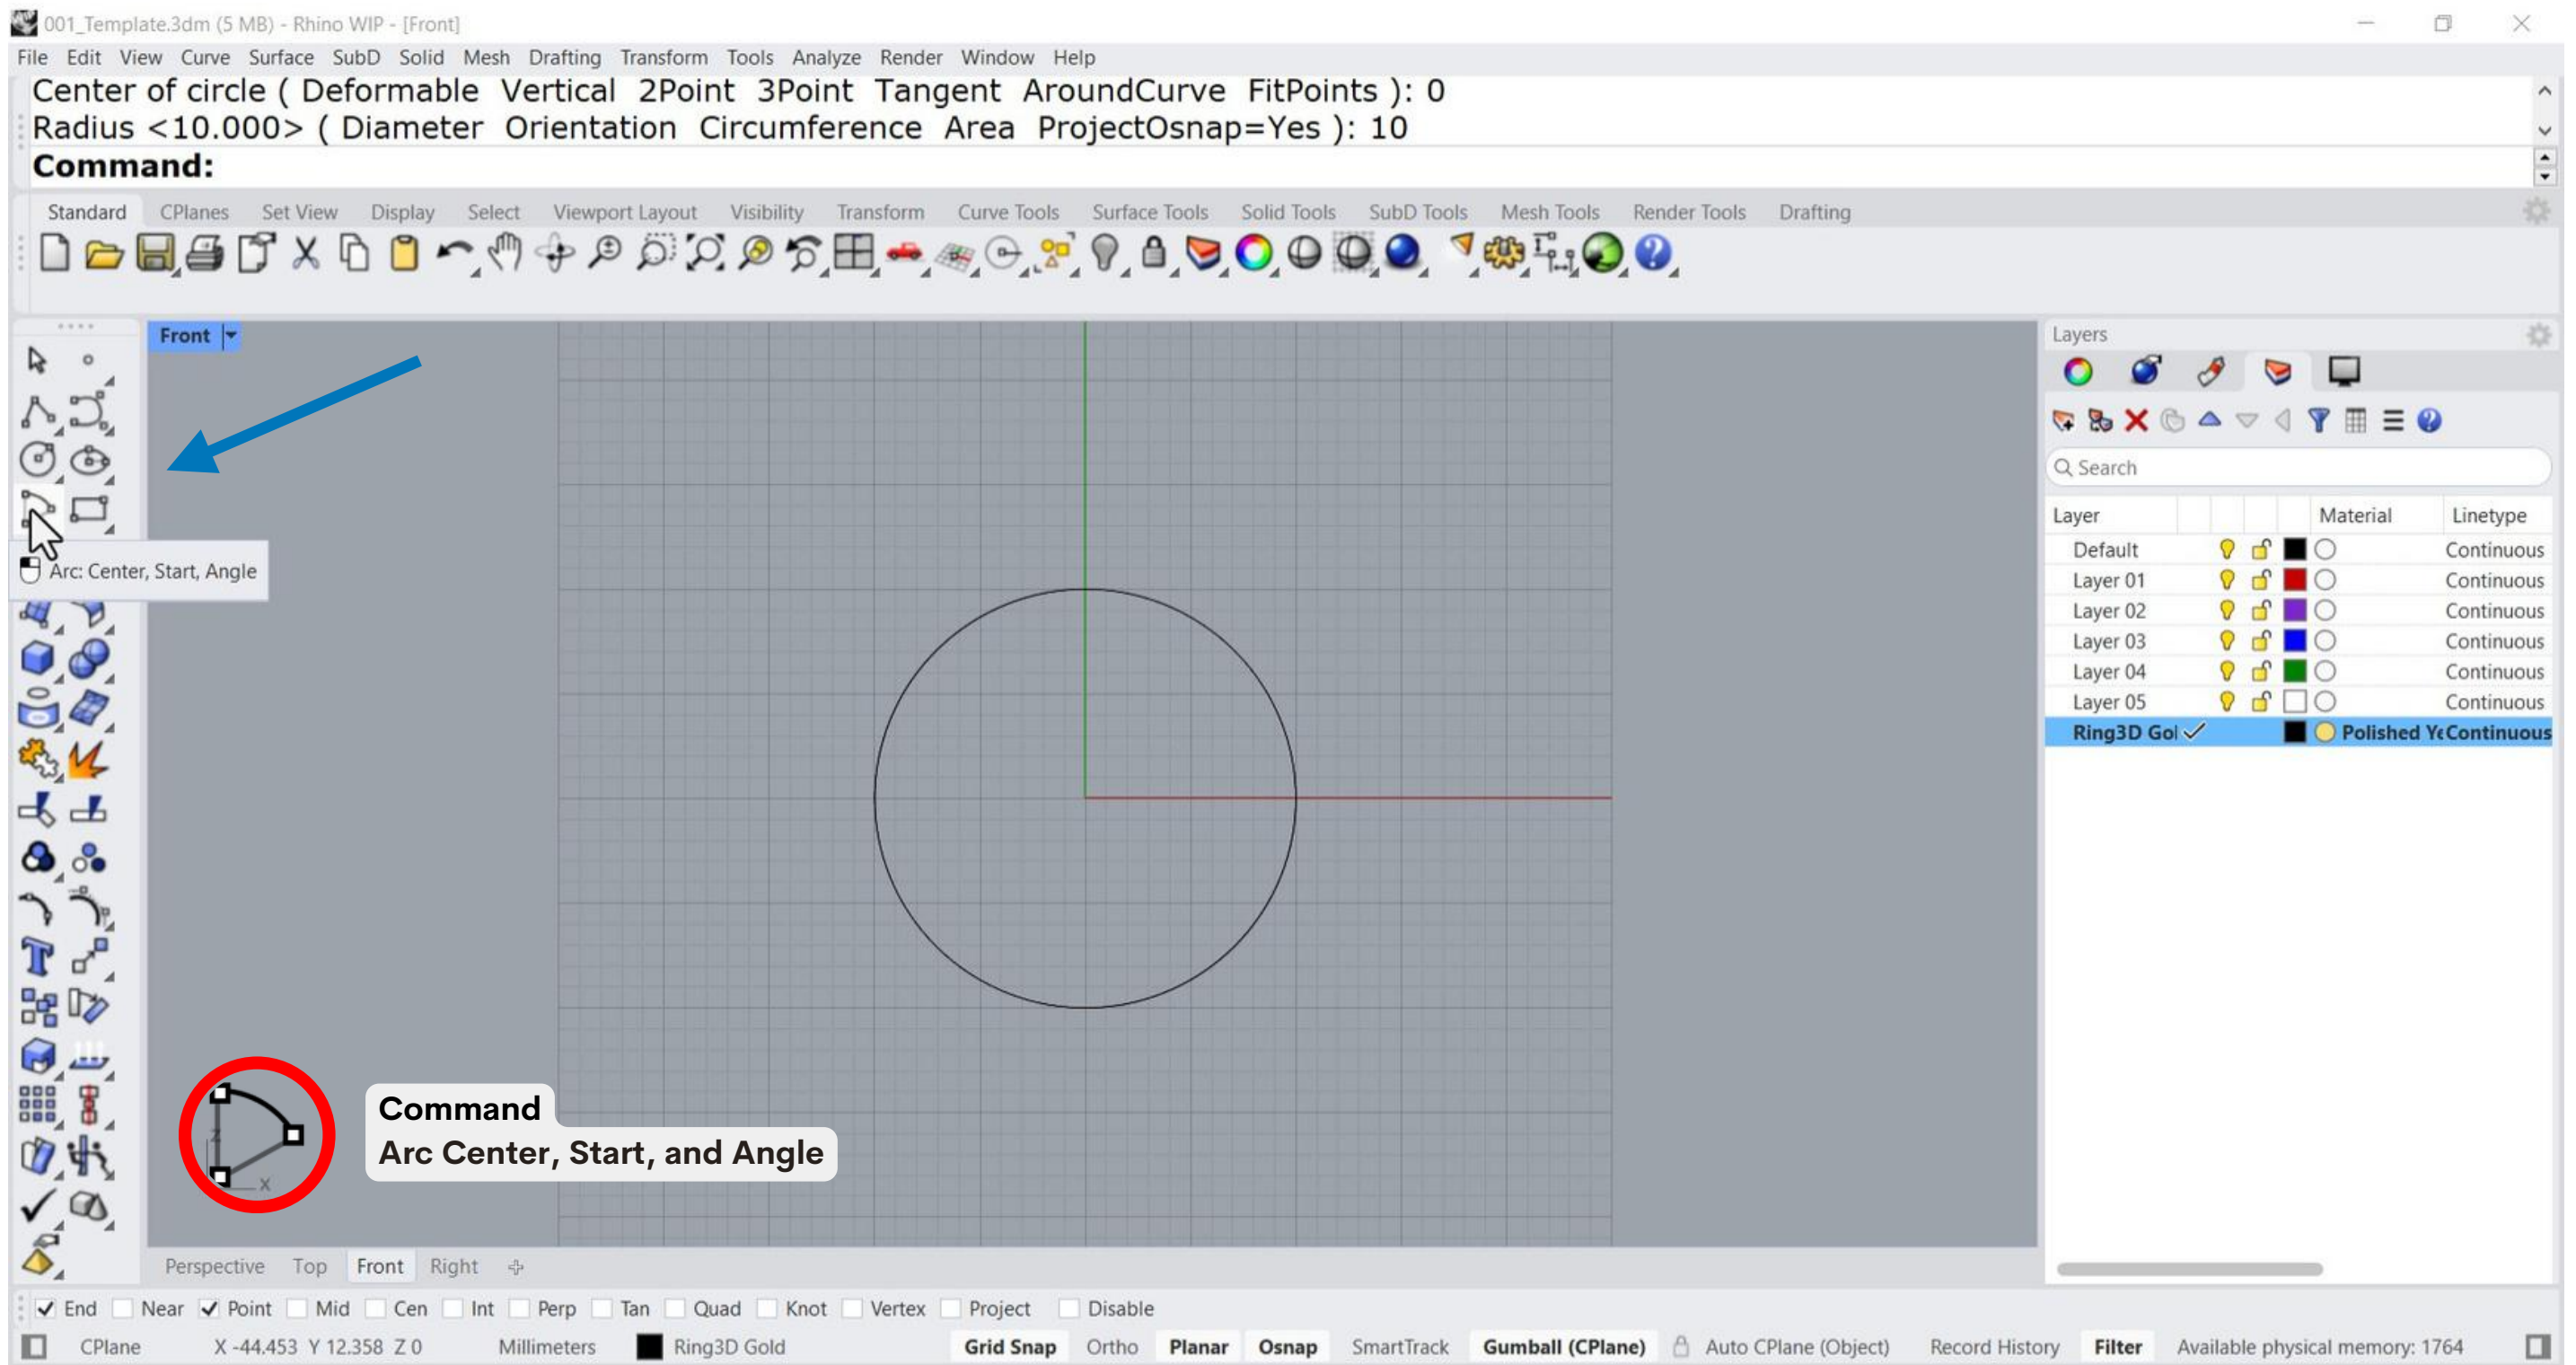 001_Template.3dm (5 MB) - Rhino WIP - [Front]
File Edit View Curve Surface SubD Solid Mesh Drafting Transform Tools Analyze Render Window Help
Center of circle ( Deformable Vertical 2Point 3Point Tangent AroundCurve FitPoints ): 0
Radius <10.000> ( Diameter Orientation Circumference Area ProjectOsnap=Yes ): 10
Command:
Standard CPlanes Set View Display Select Viewport Layout Visibility Transform Curve Tools Surface Tools Solid Tools SubD Tools Mesh Tools Render Tools Drafting
Front
Arc: Center, Start, Angle
Layers
Search
Layer Material Linetype
Default Continuous
Layer 01 Continuous
Layer 02 Continuous
Layer 03 Continuous
Layer 04 Continuous
Layer 05 Continuous
Ring3D Gol Polished Ye Continuous
z
x
Command
Arc Center, Start, and Angle
Perspective Top Front Right
End Near Point Mid Cen Int Perp Tan Quad Knot Vertex Project Disable
CPlane X -44.453 Y 12.358 Z 0 Millimeters Ring3D Gold Grid Snap Ortho Planar Osnap SmartTrack Gumball (CPlane) Auto CPlane (Object) Record History Filter Available physical memory: 1764